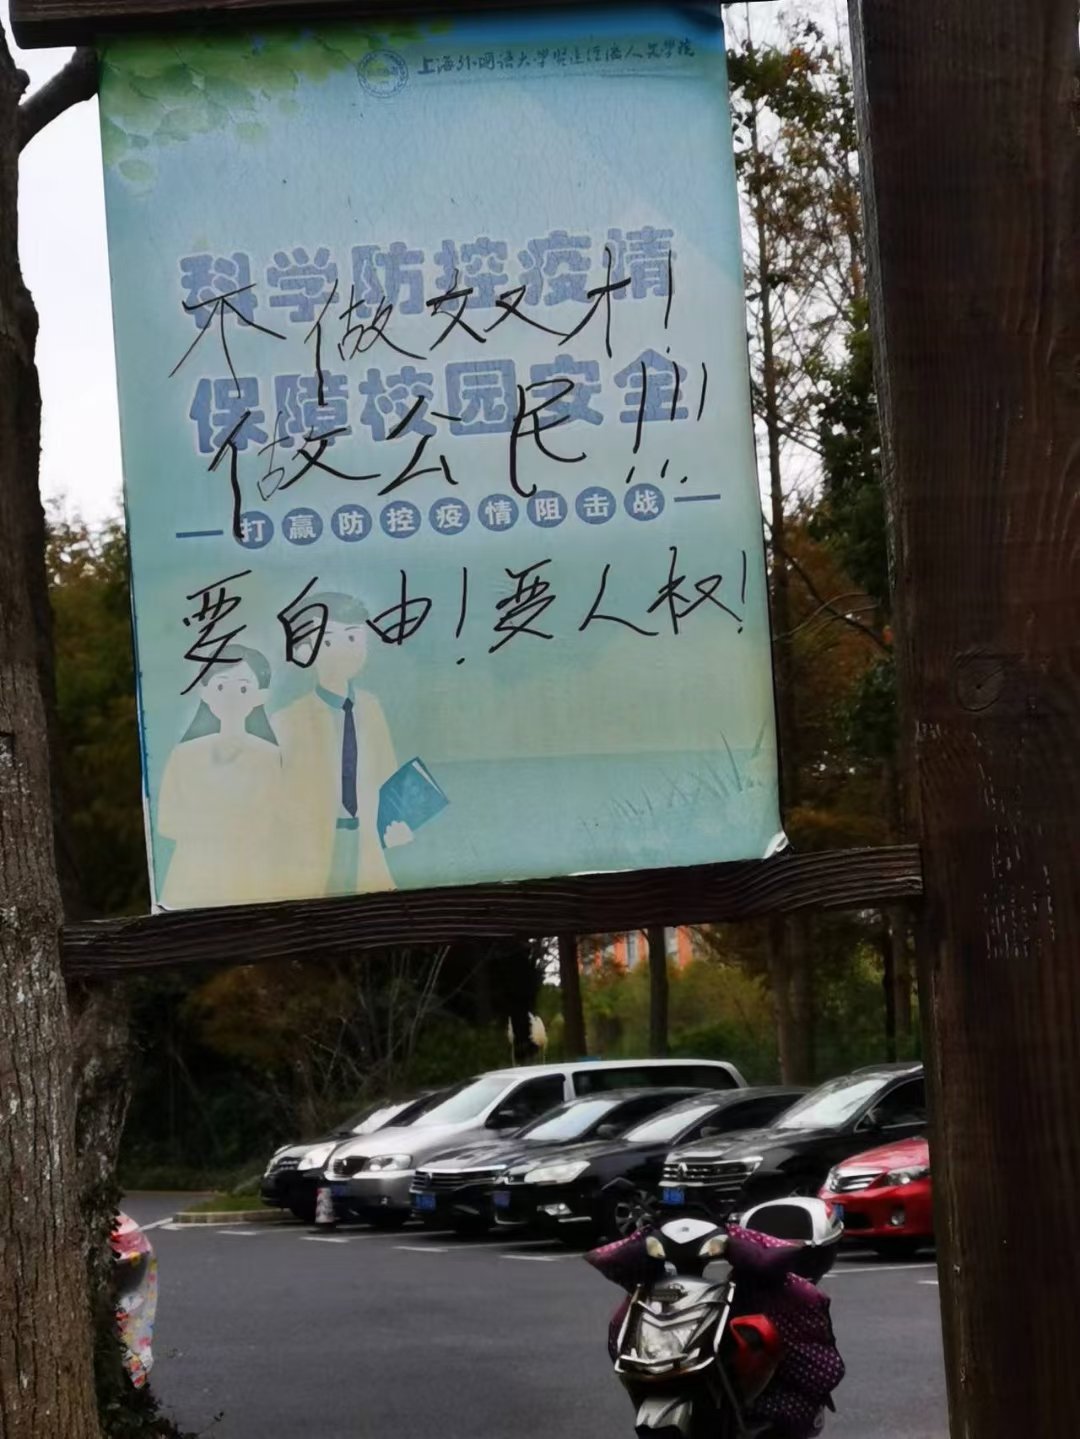 上海外国语大学贤达经济人文学院
科学防控疫情
不做奴才!
保障校园安全
做公民!!!
打赢防控疫情阻击战
要自由!要人权!